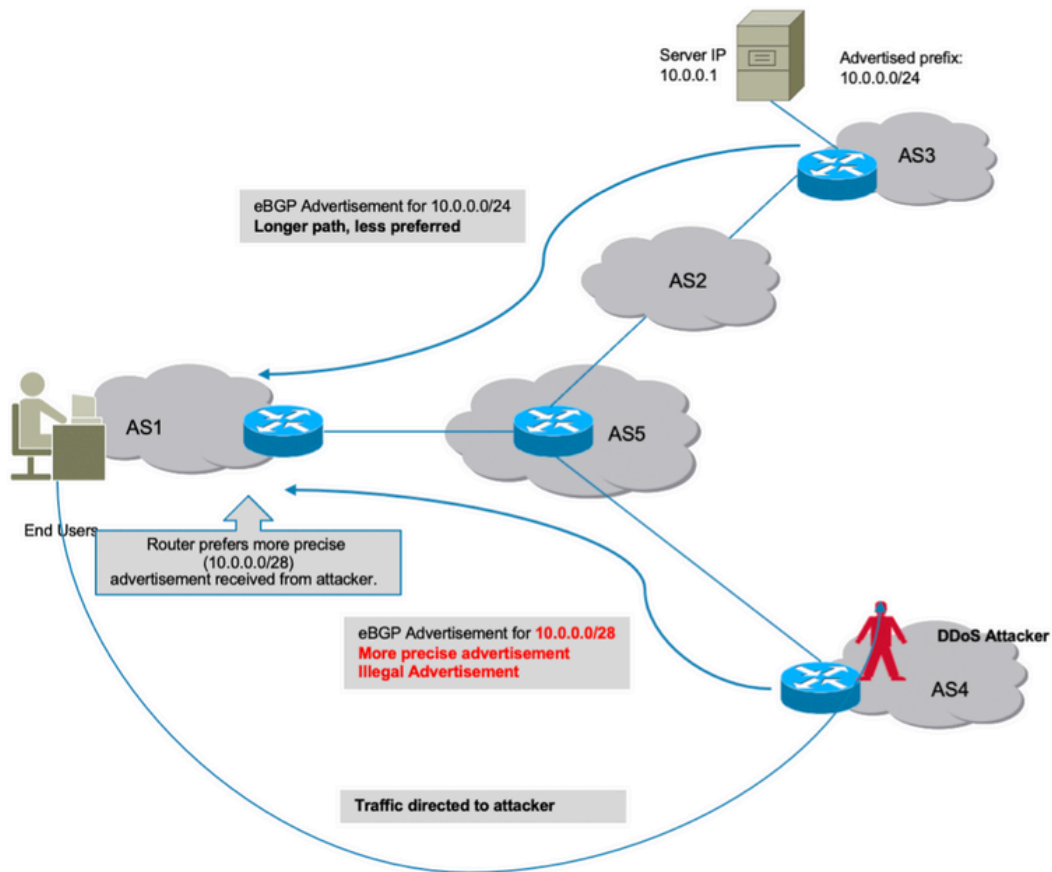 Server IP
10.0.0.1
Advertised prefix:
10.0.0.0/24
AS3
eBGP Advertisement for 10.0.0.0/24
Longer path, less preferred
AS2
AS1
AS5
End Users
Router prefers more precise
(10.0.0.0/28)
advertisement received from attacker.
eBGP Advertisement for 10.0.0.0/28
More precise advertisement
Illegal Advertisement
DDoS Attacker
AS4
Traffic directed to attacker